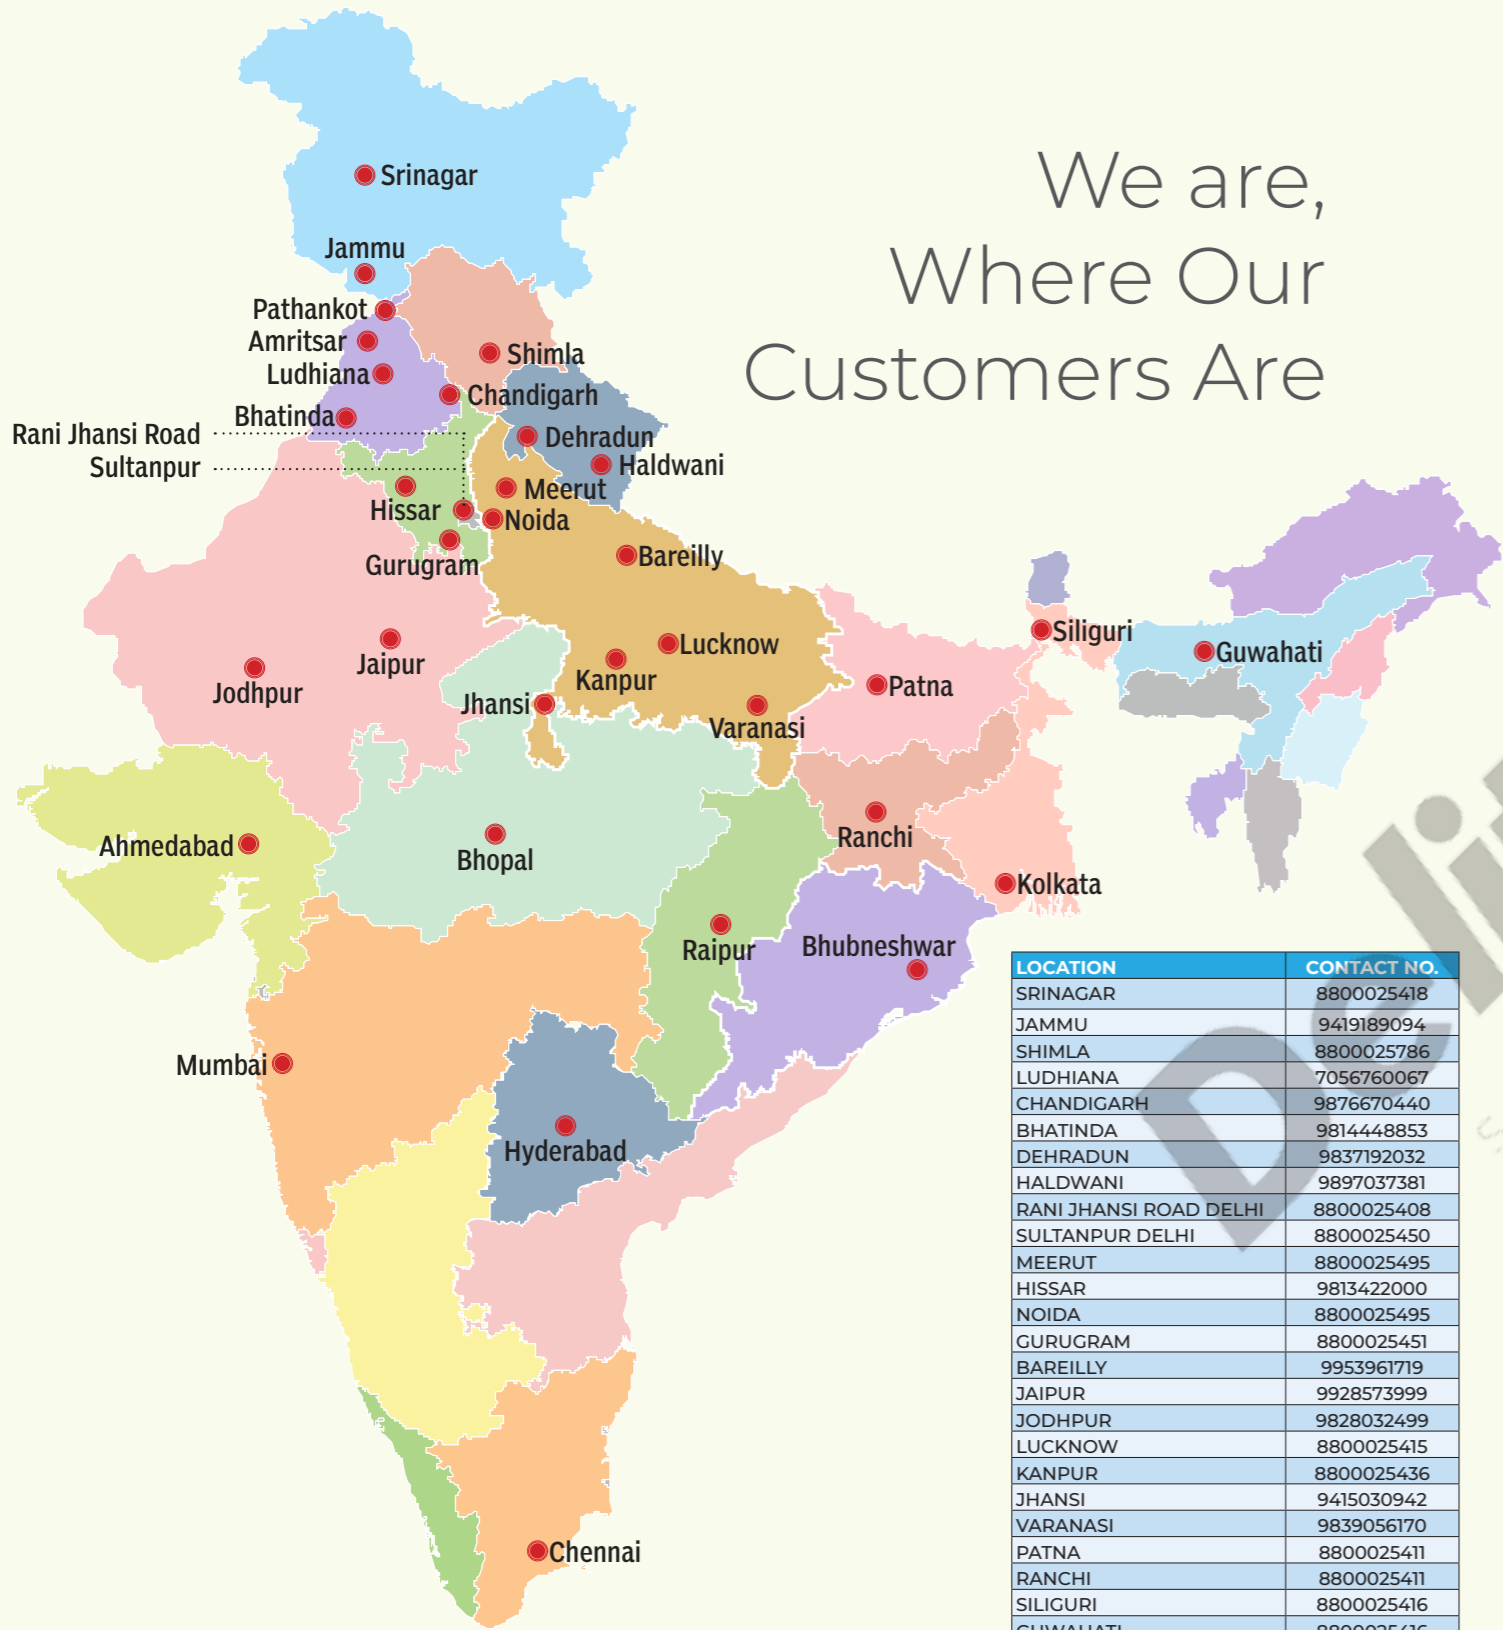 We are,
Where Our
Customers Are
Srinagar
Jammu
Pathankot
Amritsar
Ludhiana
Bhatinda
Rani Jhansi Road
Sultanpur
Shimla
Chandigarh
Dehradun
Haldwani
Meerut
Hissar
Noida
Gurugram
Bareilly
Siliguri
Guwahati
Lucknow
Jaipur
Kanpur
Jodhpur
Patna
Jhansi
Varanasi
Ahmedabad
Bhopal
Ranchi
Kolkata
Raipur
Bhubneshwar
Mumbai
Hyderabad
Chennai
LOCATION CONTACT NO.
SRINAGAR 8800025418
JAMMU 9419189094
SHIMLA 8800025786
LUDHIANA 7056760067
CHANDIGARH 9876670440
BHATINDA 9814448853
DEHRADUN 9837192032
HALDWANI 9897037381
RANI JHANSI ROAD DELHI 8800025408
SULTANPUR DELHI 8800025450
MEERUT 8800025495
HISSAR 9813422000
NOIDA 8800025495
GURUGRAM 8800025451
BAREILLY 9953961719
JAIPUR 9928573999
JODHPUR 9828032499
LUCKNOW 8800025415
KANPUR 8800025436
JHANSI 9415030942
VARANASI 9839056170
PATNA 8800025411
RANCHI 8800025411
SILIGURI 8800025416
GUWAHATI 8800025416